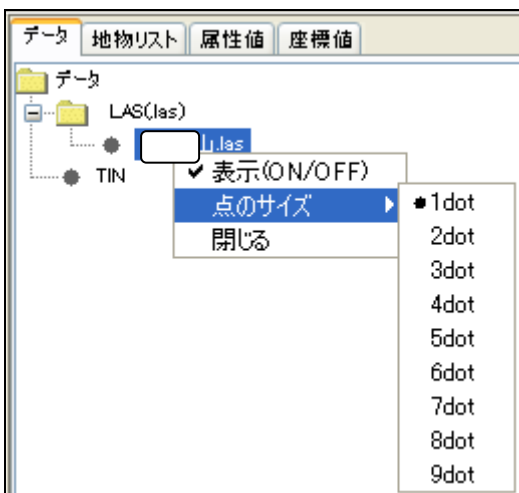 データ 地物リスト 属性値 座標値
データ
LAS(las)
.las
TIN
表示(ON/OFF)
点のサイズ
閉じる
1dot
2dot
3dot
4dot
5dot
6dot
7dot
8dot
9dot